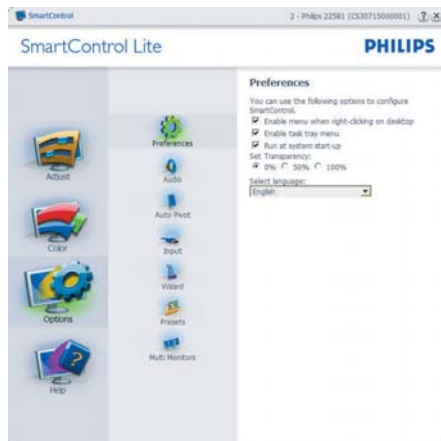 SmartControl
2 - Philips 225B1 (CS30715000001)
SmartControl Lite
PHILIPS
Adjust
Color
Options
Help
Preferences
Audio
Auto Pivot
Input
Wizard
Presets
Multi Monitors
Preferences
You can use the following options to configure
SmartControl.
Enable menu when right-clicking on desktop
Enable task tray menu
Run at system start-up
Set Transparency:
0% 50% 100%
Select language:
English